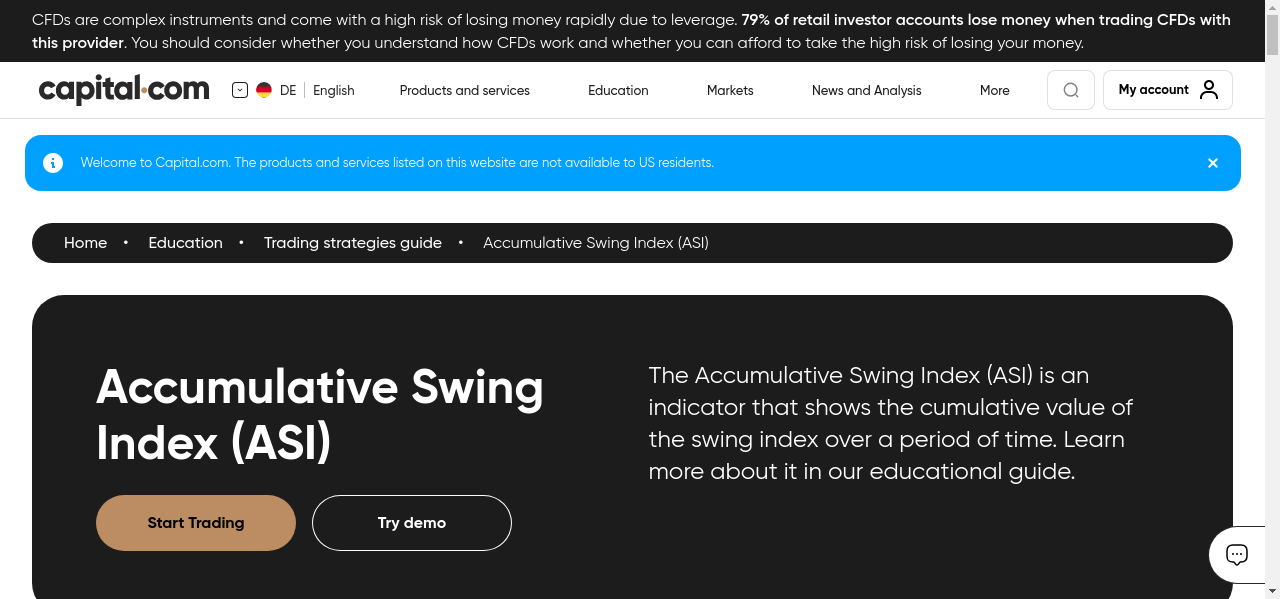 CFDs are complex instruments and come with a high risk of losing money rapidly due to leverage. 79% of retail investor accounts lose money when trading CFDs with
this provider. You should consider whether you understand how CFDs work and whether you can afford to take the high risk of losing your money.
capital.com DE English Products and services Education Markets News and Analysis More My account
Welcome to Capital.com. The products and services listed on this website are not available to US residents.
Home • Education • Trading strategies guide • Accumulative Swing Index (ASI)
Accumulative Swing
Index (ASI)
Start Trading Try demo
The Accumulative Swing Index (ASI) is an
indicator that shows the cumulative value of
the swing index over a period of time. Learn
more about it in our educational guide.